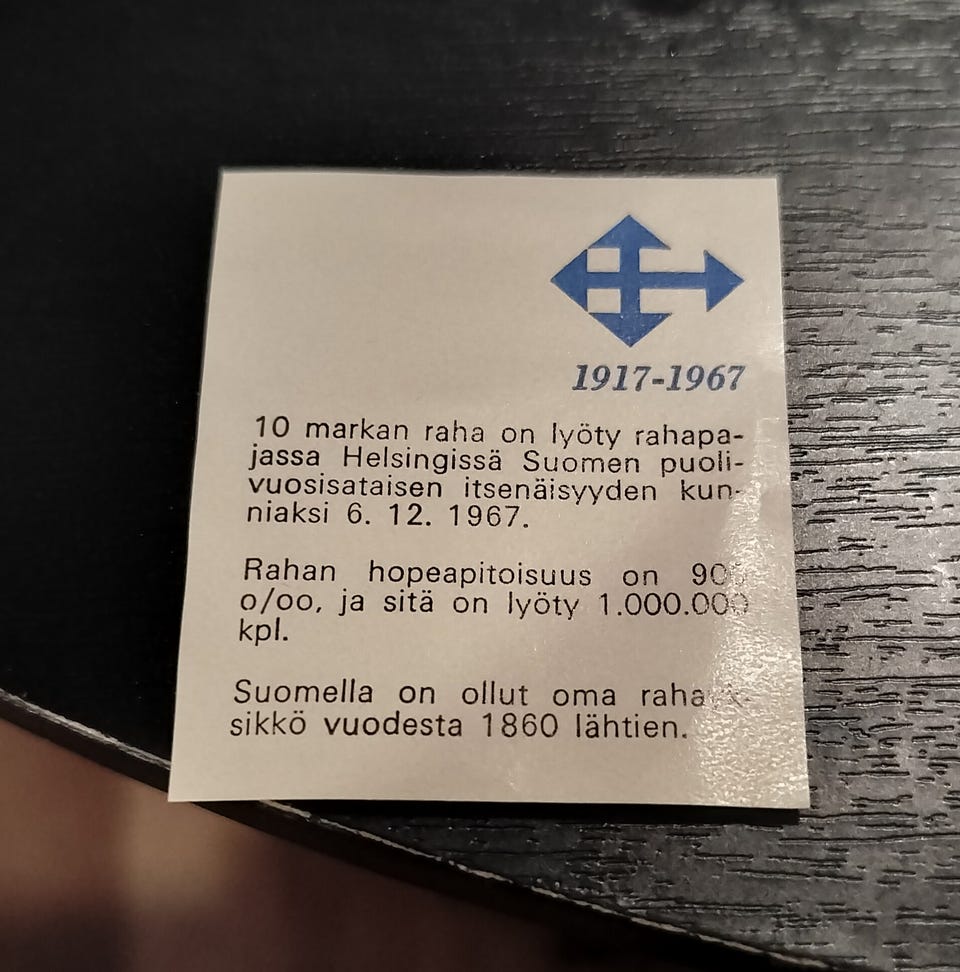 1917-1967
10 markan raha on lyöty rahapa-
jassa Helsingissä Suomen puoli-
vuosisataisen itsenäisyyden kun-
niaksi 6. 12. 1967.
Rahan hopeapitoisuus on 900
o/oo, ja sitä on lyöty 1.000.000
kpl.
Suomella on ollut oma rahayk-
sikkö vuodesta 1860 lähtien.